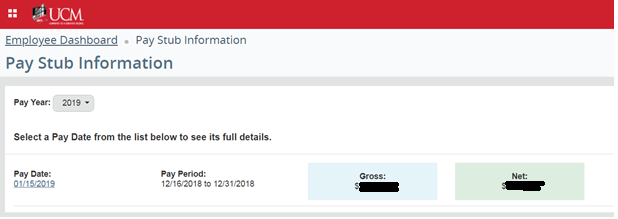 UCM
Employee Dashboard • Pay Stub Information
Pay Stub Information
Pay Year: 2019
Select a Pay Date from the list below to see its full details.
Pay Date: Pay Period: Gross: Net:
01/15/2019 12/16/2018 to 12/31/2018 $ $